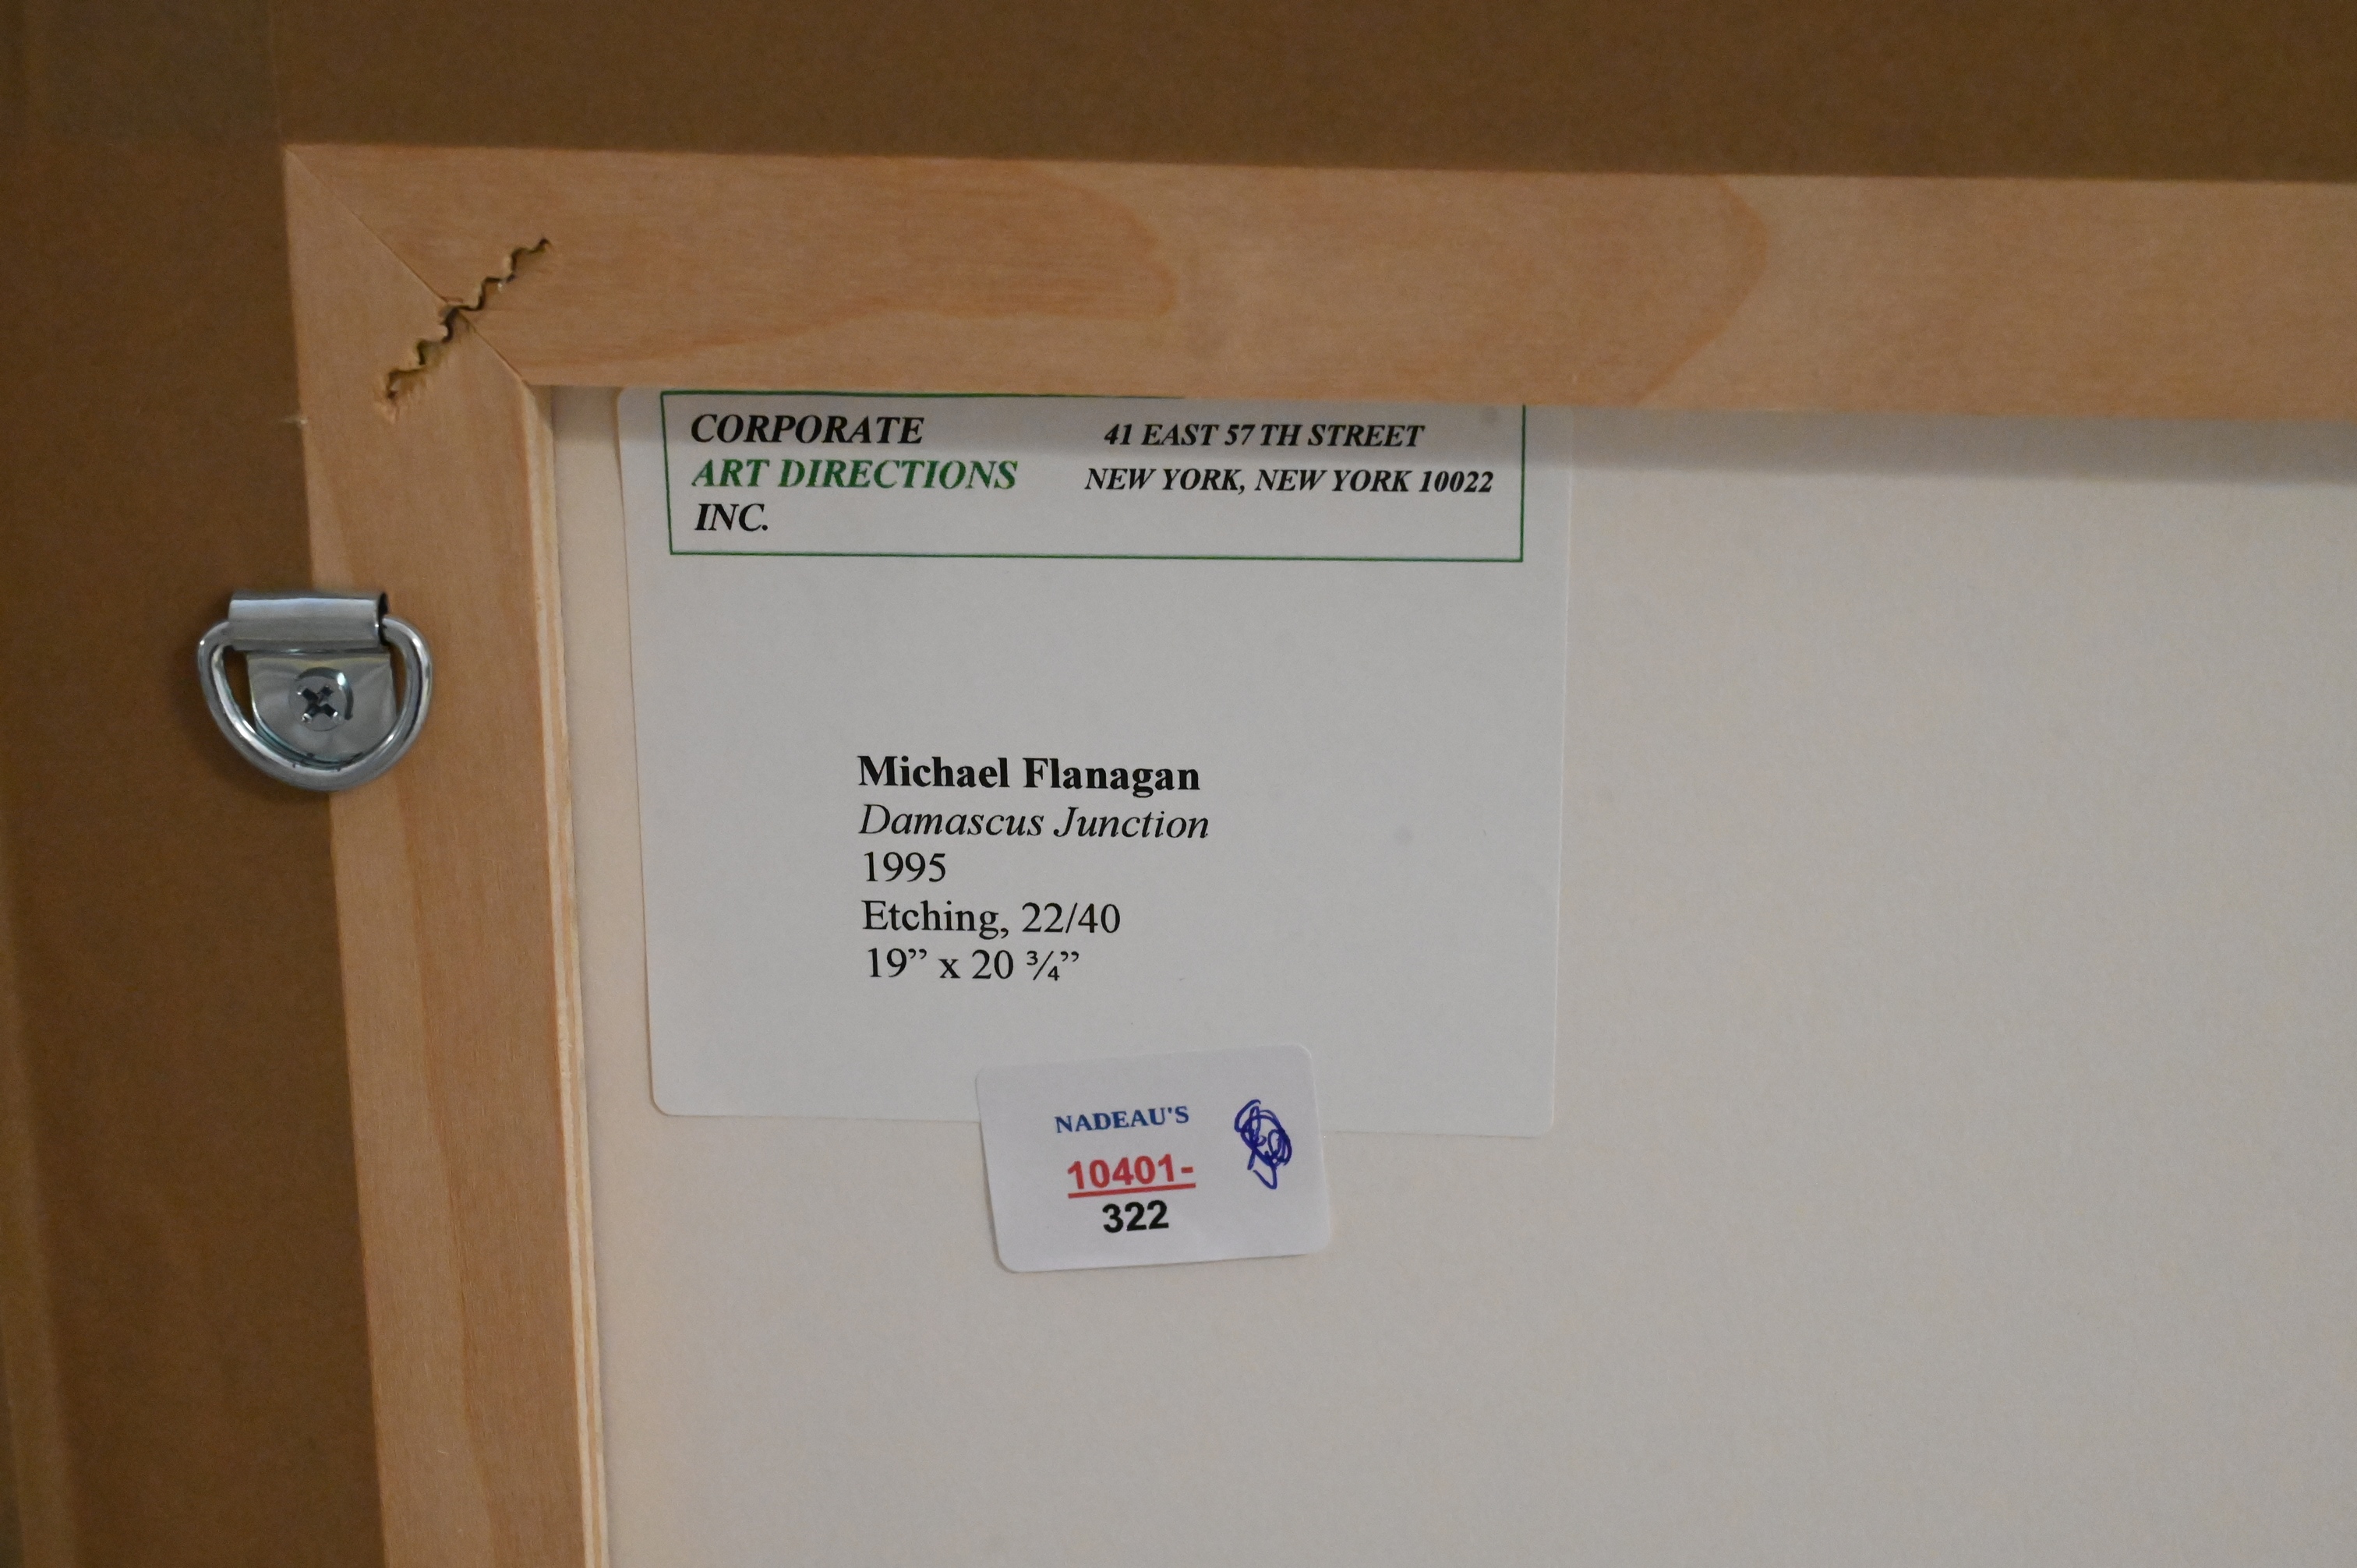 CORPORATE
ART DIRECTIONS
INC.
41 EAST 57 TH STREET
NEW YORK, NEW YORK 10022
Michael Flanagan
Damascus Junction
1995
Etching, 22/40
19” x 20 ¾”
NADEAU'S
10401-
322